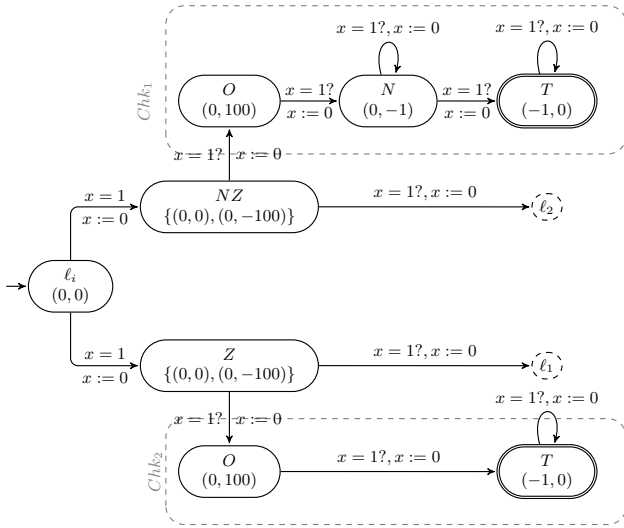 x = 1?, x := 0
x = 1?, x := 0
Chk₁
O
(0, 100)
x = 1?
x := 0
N
(0, −1)
x = 1?
x := 0
T
(−1, 0)
x = 1? x := 0
x = 1
x := 0
NZ
{(0, 0), (0, −100)}
x = 1?, x := 0
ℓ₂
ℓᵢ
(0, 0)
x = 1
x := 0
Z
{(0, 0), (0, −100)}
x = 1?, x := 0
ℓ₁
x = 1?, x := 0
x = 1? x := 0
Chk₂
O
(0, 100)
x = 1?, x := 0
T
(−1, 0)